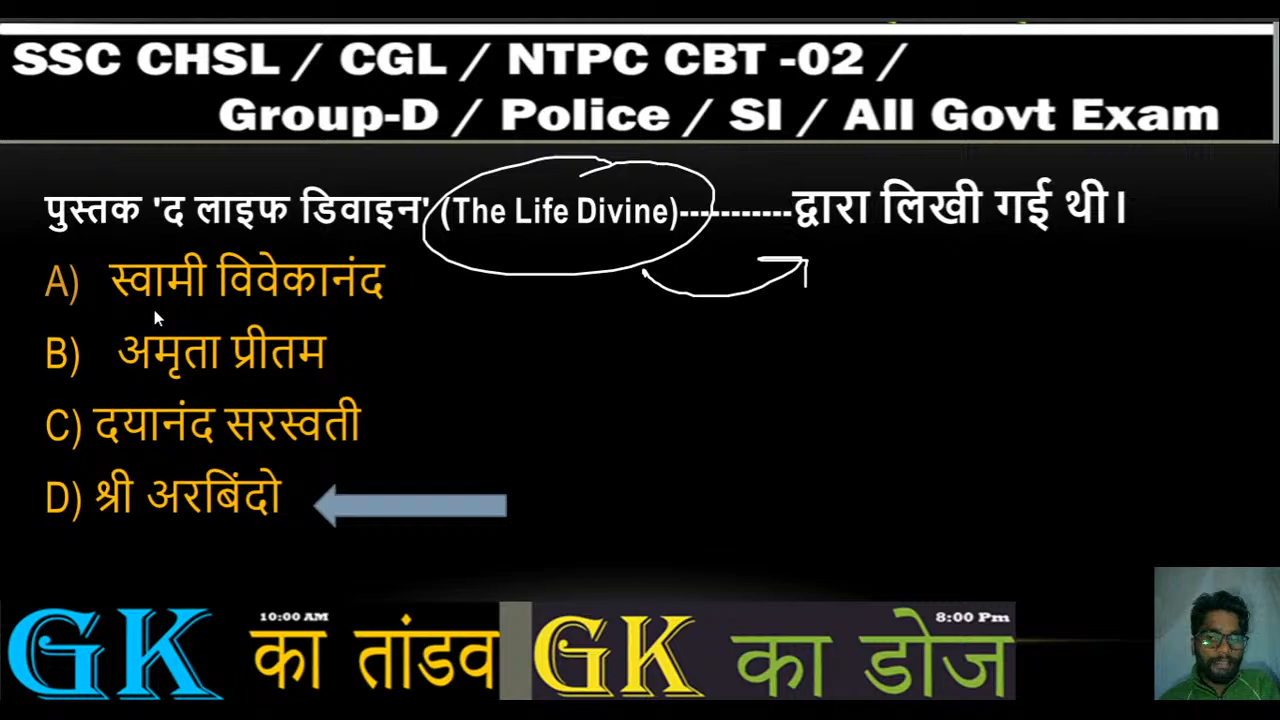 SSC CHSL / CGL / NTPC CBT -02 /
Group-D / Police / SI / All Govt Exam
पुस्तक 'द लाइफ डिवाइन' (The Life Divine)-----------द्वारा लिखी गई थी।
A) स्वामी विवेकानंद
B) अमृता प्रीतम
C) दयानंद सरस्वती
D) श्री अरबिंदो
10:00 AM
GK का तांडव
8:00 Pm
GK का डोज